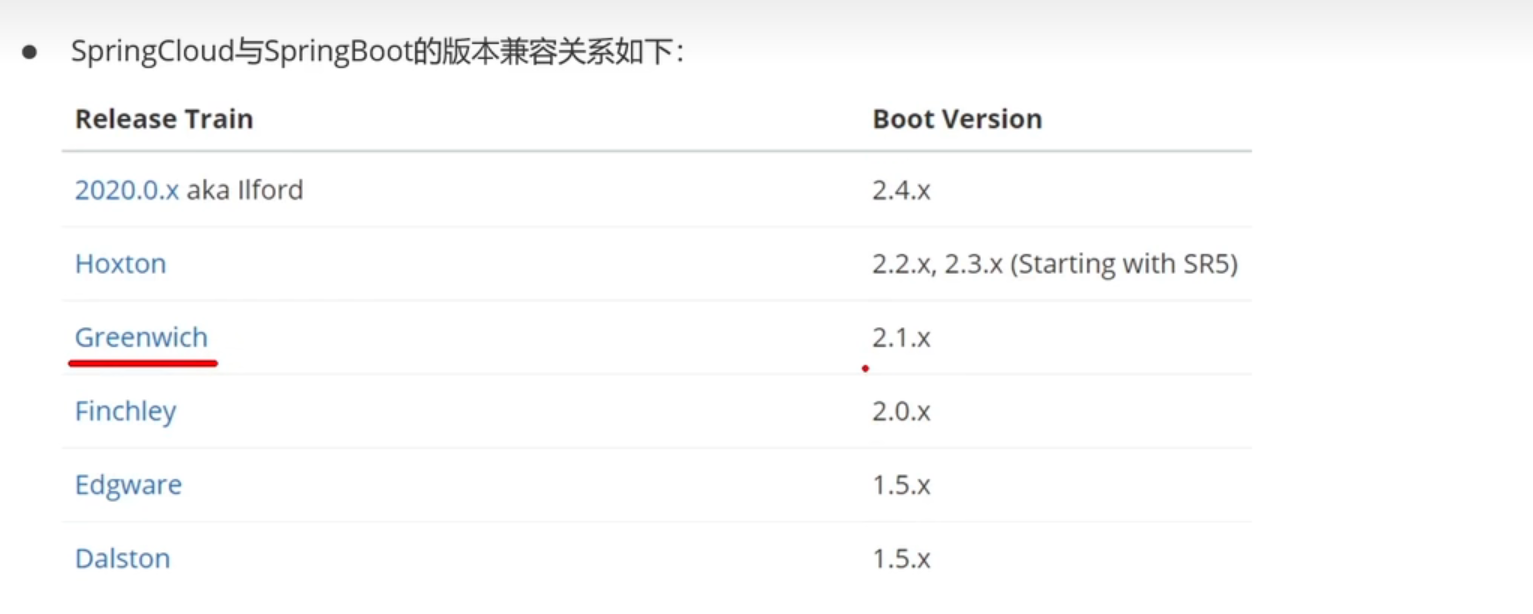 ● SpringCloud与SpringBoot的版本兼容关系如下：
Release Train Boot Version
2020.0.x aka Ilford 2.4.x
Hoxton 2.2.x, 2.3.x (Starting with SR5)
Greenwich 2.1.x
Finchley 2.0.x
Edgware 1.5.x
Dalston 1.5.x